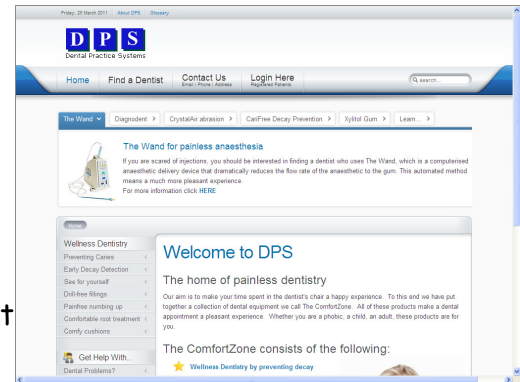 Friday, 25 March 2011 About DPS Glossary
D P S
Dental Practice Systems
Home Find a Dentist Contact Us Login Here
Email | Phone | Address Registered Patients
search...
The Wand Diagnodent CrystalAir abrasion CariFree Decay Prevention Xylitol Gum Learn...
The Wand for painless anaesthesia
If you are scared of injections, you should be interested in finding a dentist who uses The Wand, which is a computerised
anaesthetic delivery device that dramatically reduces the flow rate of the anaesthetic to the gum. This automated method
means a much more pleasant experience.
For more information click HERE
Home
Wellness Dentistry
Preventing Caries
Early Decay Detection
See for yourself
Drill-free fillings
Painfree numbing up
Comfortable root treatment
Comfy cushions
Get Help With...
Dental Problems?
Welcome to DPS
The home of painless dentistry
Our aim is to make your time spent in the dentist's chair a happy experience. To this end we have put
together a collection of dental equipment we call The ComfortZone. All of these products make a dental
appointment a pleasant experience. Whether you are a phobic, a child, an adult, these products are for
you.
The ComfortZone consists of the following:
Wellness Dentistry by preventing decay
t